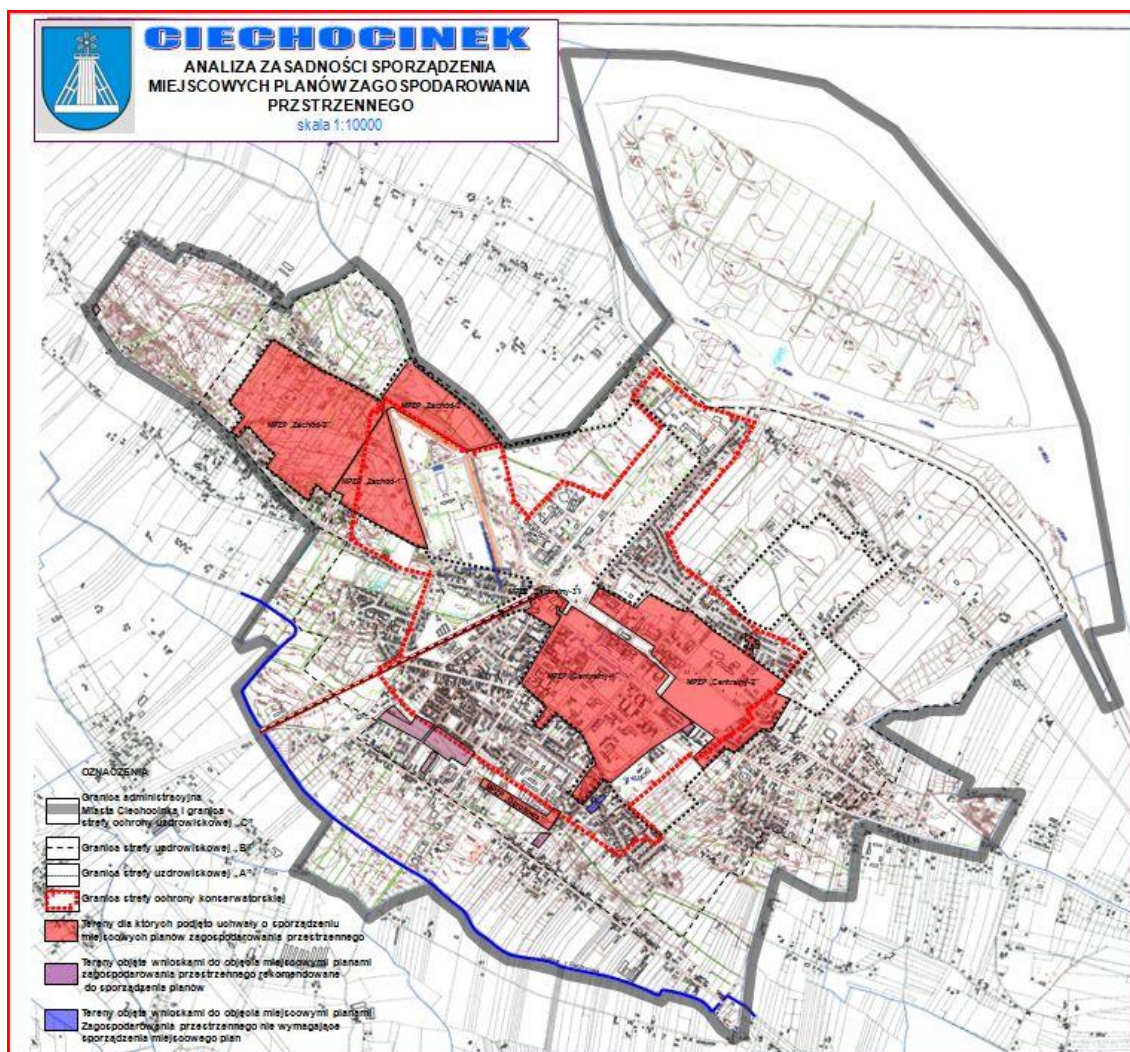 CIECHOCINEK
ANALIZA ZASADNOŚCI SPORZĄDZENIA
MIEJSCOWYCH PLANÓW ZAGOSPODAROWANIA
PRZSTRZENNEGO
skala 1:10000
MPZP „Zachód-2”
MPZP „Zachód-2”
MPZP „Zachód-1”
MPZP „Centralny-1”
MPZP „Centralny-2”
OZNACZENIA
Granica administracyjna
Miasta Ciechocinka i granica
strefy ochrony uzdrowiskowej „C”
Granica strefy uzdrowiskowej „B”
Granica strefy uzdrowiskowej „A”
Granica strefy ochrony konserwatorskiej
Tereny dla których podjęto uchwały o sporządzeniu
miejscowych planów zagospodarowania przestrzennego
Tereny objęte wnioskami do objęcia miejscowymi planami
zagospodarowania przestrzennego rekomendowane
do sporządzenia planów
Tereny objęte wnioskami do objęcia miejscowymi planami
Zagospodarowania przestrzennego nie wymagające
sporządzenia miejscowego plan